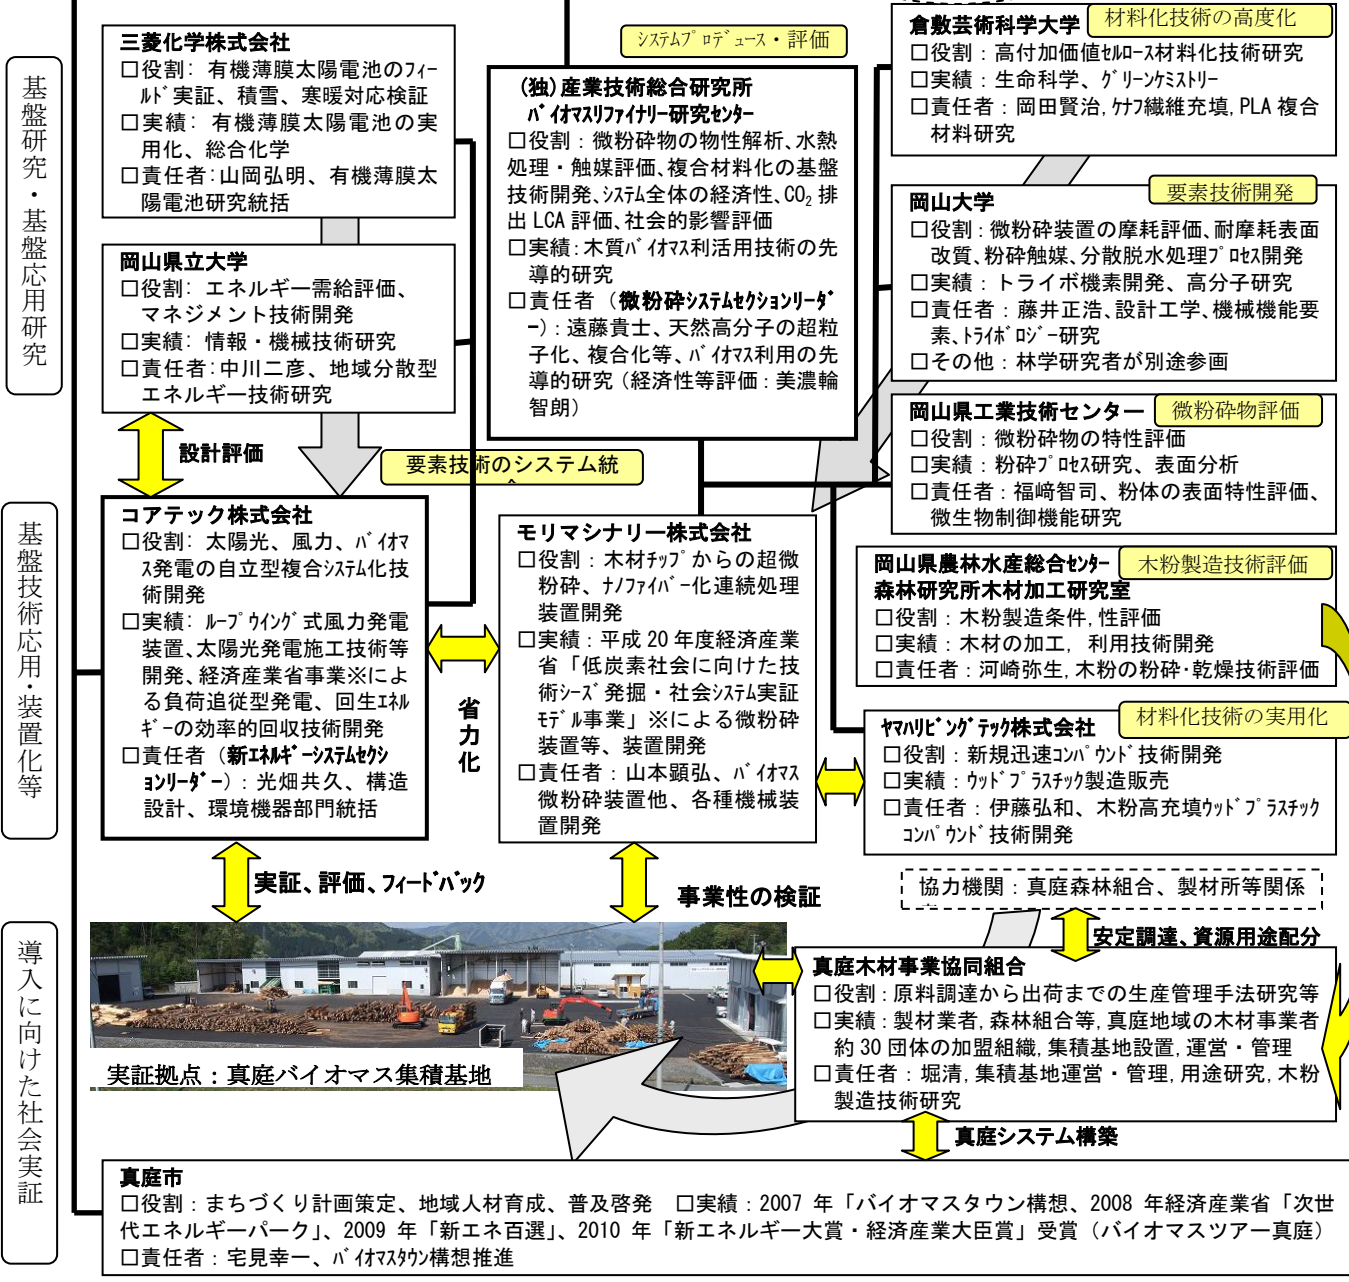 基盤研究・基盤応用研究
三菱化学株式会社
□役割: 有機薄膜太陽電池のﾌｨｰ
ﾙﾄﾞ実証、積雪、寒暖対応検証
□実績: 有機薄膜太陽電池の実
用化、総合化学
□責任者:山岡弘明、有機薄膜太
陽電池研究統括
岡山県立大学
□役割: エネルギー需給評価、
マネジメント技術開発
□実績: 情報・機械技術研究
□責任者:中川二彦、地域分散型
エネルギー技術研究
設計評価
ｼｽﾃﾑﾌﾟﾛﾃﾞｭｰｽ・評価
(独)産業技術総合研究所
ﾊﾞｲｵﾏｽﾘﾌｧｲﾅﾘｰ研究ｾﾝﾀｰ
□役割：微粉砕物の物性解析、水熱
処理・触媒評価、複合材料化の基盤
技術開発、ｼｽﾃﾑ全体の経済性、CO₂ 排
出 LCA 評価、社会的影響評価
□実績:木質ﾊﾞｲｵﾏｽ利活用技術の先
導的研究
□責任者（微粉砕ｼｽﾃﾑｾｸｼｮﾝﾘｰﾀﾞ
ｰ）：遠藤貴士、天然高分子の超粒
子化、複合化等、ﾊﾞｲｵﾏｽ利用の先
導的研究（経済性等評価：美濃輪
智朗）
要素技術のシステム統
倉敷芸術科学大学
材料化技術の高度化
□役割：高付加価値ｾﾙﾛｰｽ材料化技術研究
□実績：生命科学、ｸﾞﾘｰﾝｹﾐｽﾄﾘｰ
□責任者：岡田賢治,ｹﾅﾌ繊維充填,PLA 複合
材料研究
要素技術開発
岡山大学
□役割：微粉砕装置の摩耗評価、耐摩耗表面
改質、粉砕触媒、分散脱水処理ﾌﾟﾛｾｽ開発
□実績：トライボ機素開発、高分子研究
□責任者：藤井正浩、設計工学、機械機能要
素、ﾄﾗｲﾎﾞﾛｼﾞｰ研究
□その他：林学研究者が別途参画
岡山県工業技術センター
微粉砕物評価
□役割：微粉砕物の特性評価
□実績：粉砕ﾌﾟﾛｾｽ研究、表面分析
□責任者：福﨑智司、粉体の表面特性評価、
微生物制御機能研究
基盤技術応用・装置化等
コアテック株式会社
□役割: 太陽光、風力、ﾊﾞｲｵﾏ
ｽ発電の自立型複合ｼｽﾃﾑ化技
術開発
□実績: ﾙｰﾌﾟｳｲﾝｸﾞ式風力発電
装置、太陽光発電施工技術等
開発、経済産業省事業※によ
る負荷追従型発電、回生ｴﾈﾙ
ｷﾞｰの効率的回収技術開発
□責任者（新ｴﾈﾙｷﾞｰｼｽﾃﾑｾｸｼ
ｮﾝﾘｰﾀﾞｰ）：光畑共久、構造
設計、環境機器部門統括
省力化
モリマシナリー株式会社
□役割：木材ﾁｯﾌﾟからの超微
粉砕、ﾅﾉﾌｧｲﾊﾞｰ化連続処理
装置開発
□実績：平成 20 年度経済産業
省「低炭素社会に向けた技
術ｼｰｽﾞ発掘・社会ｼｽﾃﾑ実証
ﾓﾃﾞﾙ事業」※による微粉砕
装置等、装置開発
□責任者：山本顕弘、ﾊﾞｲｵﾏｽ
微粉砕装置他、各種機械装
置開発
岡山県農林水産総合ｾﾝﾀｰ
木粉製造技術評価
森林研究所木材加工研究室
□役割：木粉製造条件,性評価
□実績：木材の加工, 利用技術開発
□責任者：河崎弥生,木粉の粉砕･乾燥技術評価
ﾔﾏﾊﾘﾋﾞﾝｸﾞﾃｯｸ株式会社
材料化技術の実用化
□役割：新規迅速ｺﾝﾊﾟｳﾝﾄﾞ技術開発
□実績：ｳｯﾄﾞﾌﾟﾗｽﾁｯｸ製造販売
□責任者：伊藤弘和、木粉高充填ｳｯﾄﾞﾌﾟﾗｽﾁｯｸ
ｺﾝﾊﾟｳﾝﾄﾞ技術開発
実証、評価、フィードバック
事業性の検証
協力機関：真庭森林組合、製材所等関係
安定調達、資源用途配分
導入に向けた社会実証
実証拠点：真庭バイオマス集積基地
真庭木材事業協同組合
□役割：原料調達から出荷までの生産管理手法研究等
□実績：製材業者,森林組合等,真庭地域の木材事業者
約 30 団体の加盟組織,集積基地設置,運営・管理
□責任者：堀清,集積基地運営・管理,用途研究,木粉
製造技術研究
真庭システム構築
真庭市
□役割：まちづくり計画策定、地域人材育成、普及啓発　□実績：2007 年「バイオマスタウン構想、2008 年経済産業省「次世
代エネルギーパーク」、2009 年「新エネ百選」、2010 年「新エネルギー大賞・経済産業大臣賞」受賞（バイオマスツアー真庭）
□責任者：宅見幸一、ﾊﾞｲｵﾏｽﾀｳﾝ構想推進